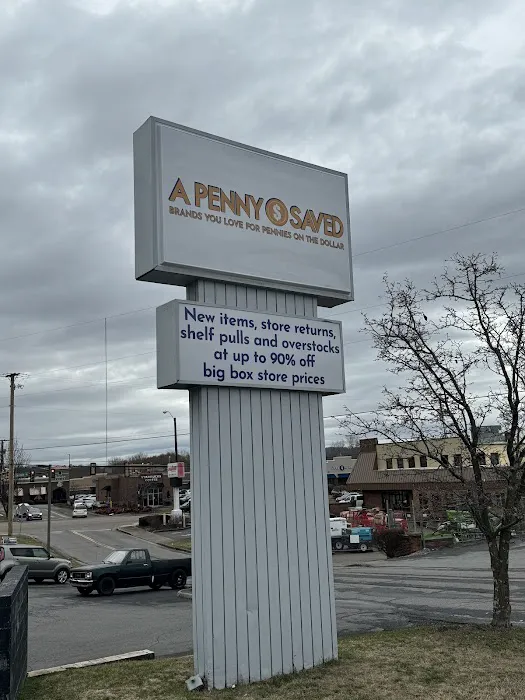 A PENNY $ SAVED
BRANDS YOU LOVE FOR PENNIES ON THE DOLLAR
New items, store returns,
shelf pulls and overstocks
at up to 90% off
big box store prices